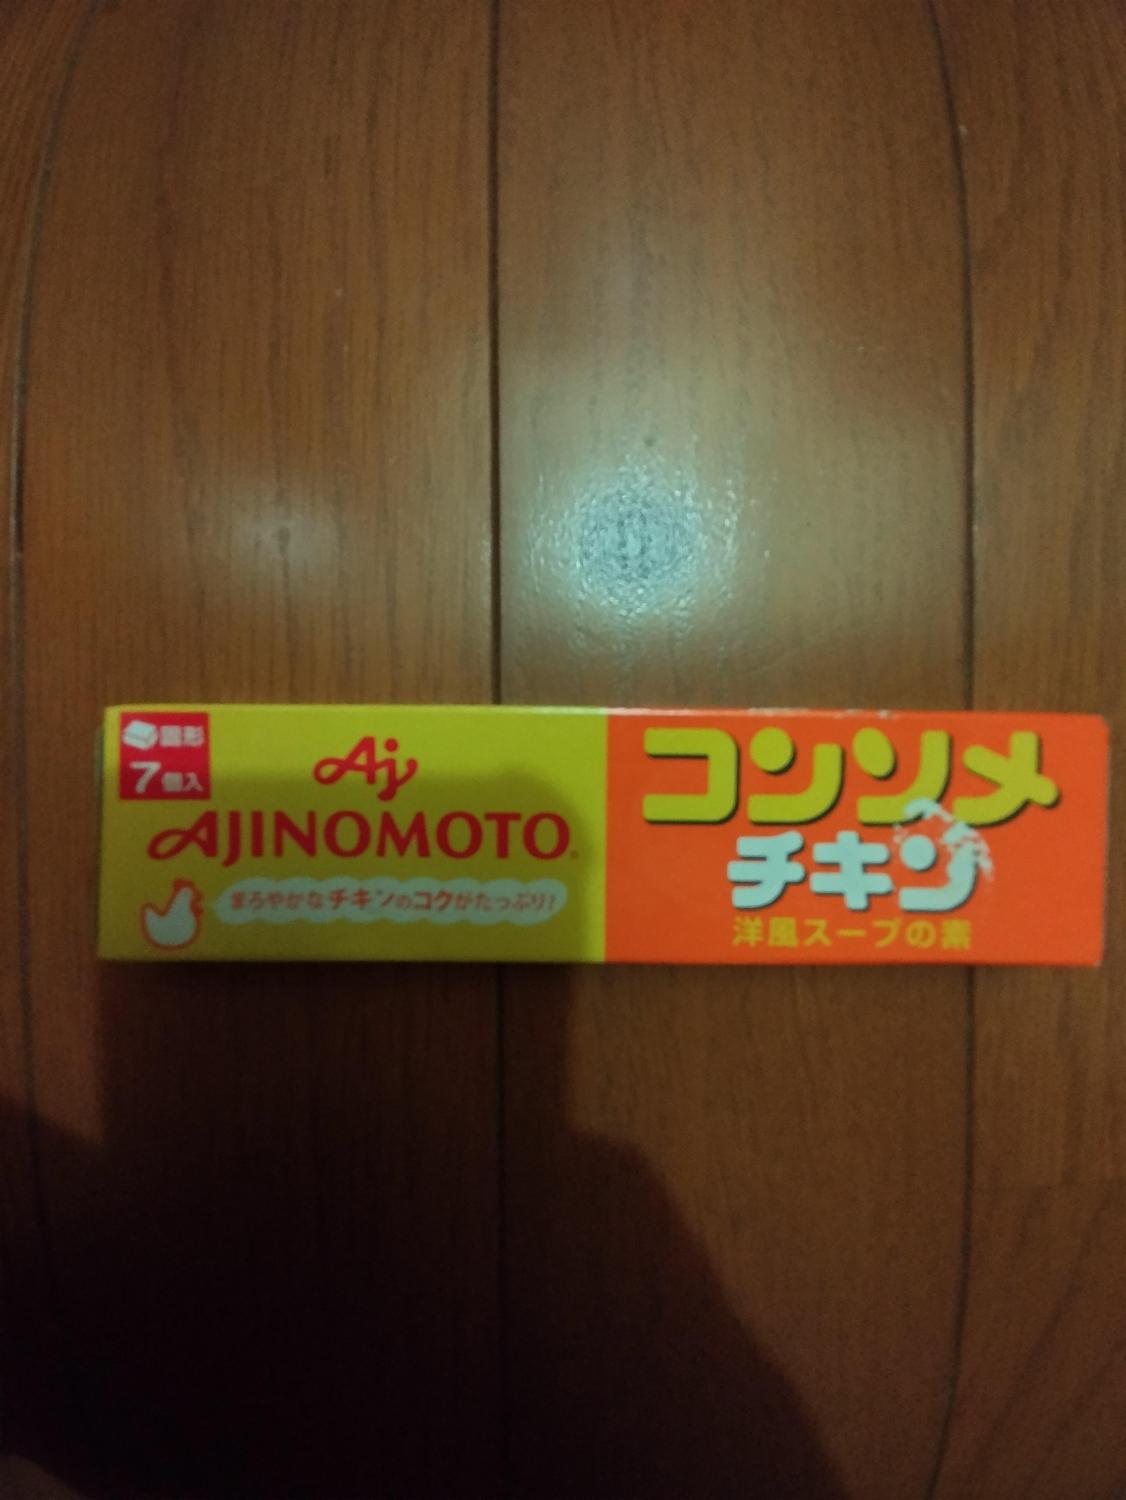 固形
7個入
Aj
AJINOMOTO®
まろやかなチキンのコクがたっぷり!
コンソメ
チキン
洋風スープの素